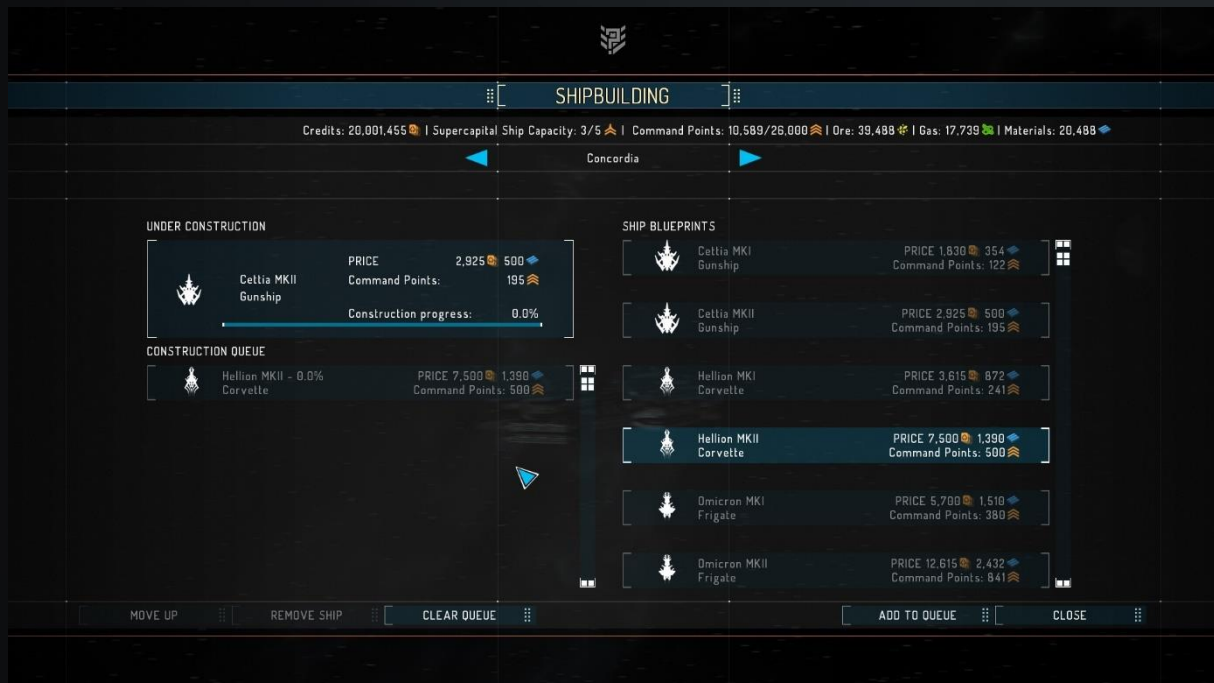 SHIPBUILDING
Credits: 20,001,455 | Supercapital Ship Capacity: 3/5 | Command Points: 10,589/26,000 | Ore: 39,488 | Gas: 17,739 | Materials: 20,488
Concordia
UNDER CONSTRUCTION
Cettia MKII
Gunship
PRICE 2,925 500
Command Points: 195
Construction progress: 0.0%
CONSTRUCTION QUEUE
Hellion MKII - 0.0% PRICE 7,500 1,390
Corvette Command Points: 500
SHIP BLUEPRINTS
Cettia MKI PRICE 1,830 354
Gunship Command Points: 122
Cettia MKII PRICE 2,925 500
Gunship Command Points: 195
Hellion MKI PRICE 3,615 872
Corvette Command Points: 241
Hellion MKII PRICE 7,500 1,390
Corvette Command Points: 500
Omicron MKI PRICE 5,700 1,510
Frigate Command Points: 380
Omicron MKII PRICE 12,615 2,432
Frigate Command Points: 841
MOVE UP REMOVE SHIP CLEAR QUEUE ADD TO QUEUE CLOSE